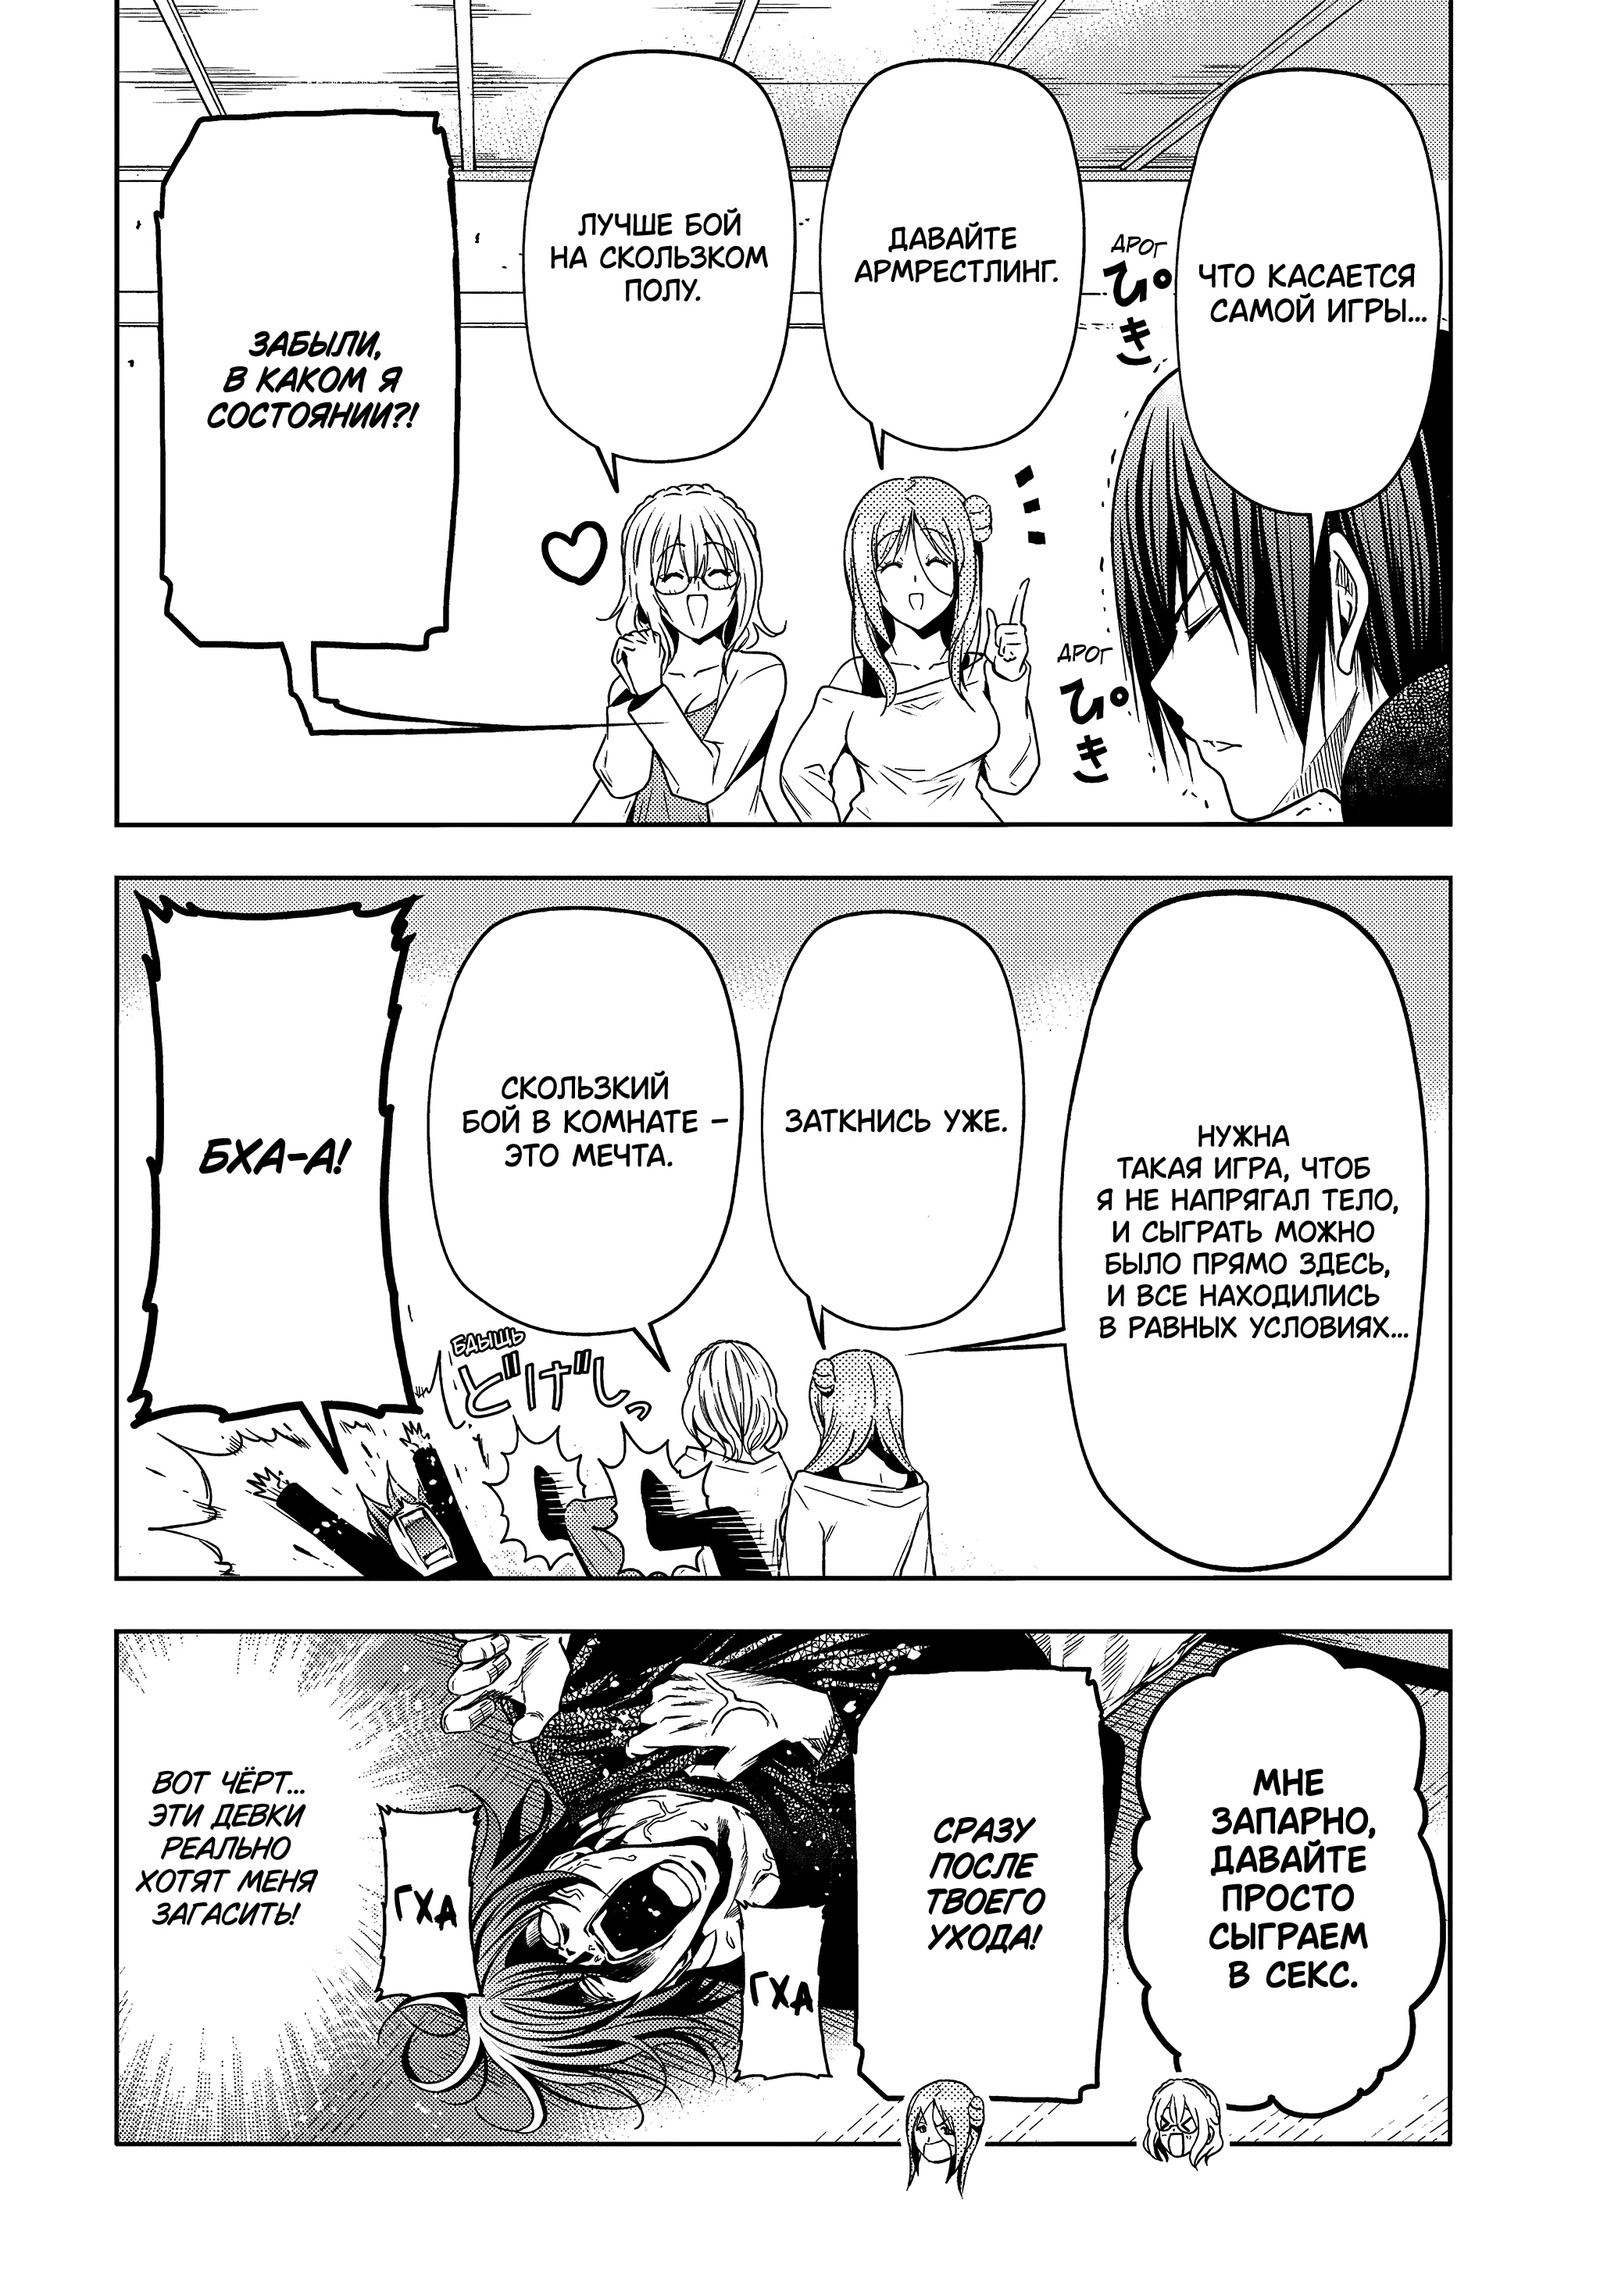 ЧТО КАСАЕТСЯ
САМОЙ ИГРЫ...
ДРОГ
ぴき
ДРОГ
ぴき
ДАВАЙТЕ
АРМРЕСТЛИНГ.
ЛУЧШЕ БОЙ
НА СКОЛЬЗКОМ
ПОЛУ.
ЗАБЫЛИ,
В КАКОМ Я
СОСТОЯНИИ?!
НУЖНА
ТАКАЯ ИГРА, ЧТОБ
Я НЕ НАПРЯГАЛ ТЕЛО,
И СЫГРАТЬ МОЖНО
БЫЛО ПРЯМО ЗДЕСЬ,
И ВСЕ НАХОДИЛИСЬ
В РАВНЫХ УСЛОВИЯХ...
ЗАТКНИСЬ УЖЕ.
СКОЛЬЗКИЙ
БОЙ В КОМНАТЕ –
ЭТО МЕЧТА.
БДЫЩЬ
どげしっ
БХА-А!
МНЕ
ЗАПАРНО,
ДАВАЙТЕ
ПРОСТО
СЫГРАЕМ
В СЕКС.
СРАЗУ
ПОСЛЕ
ТВОЕГО
УХОДА!
ГХА
ГХА
ВОТ ЧЁРТ...
ЭТИ ДЕВКИ
РЕАЛЬНО
ХОТЯТ МЕНЯ
ЗАГАСИТЬ!